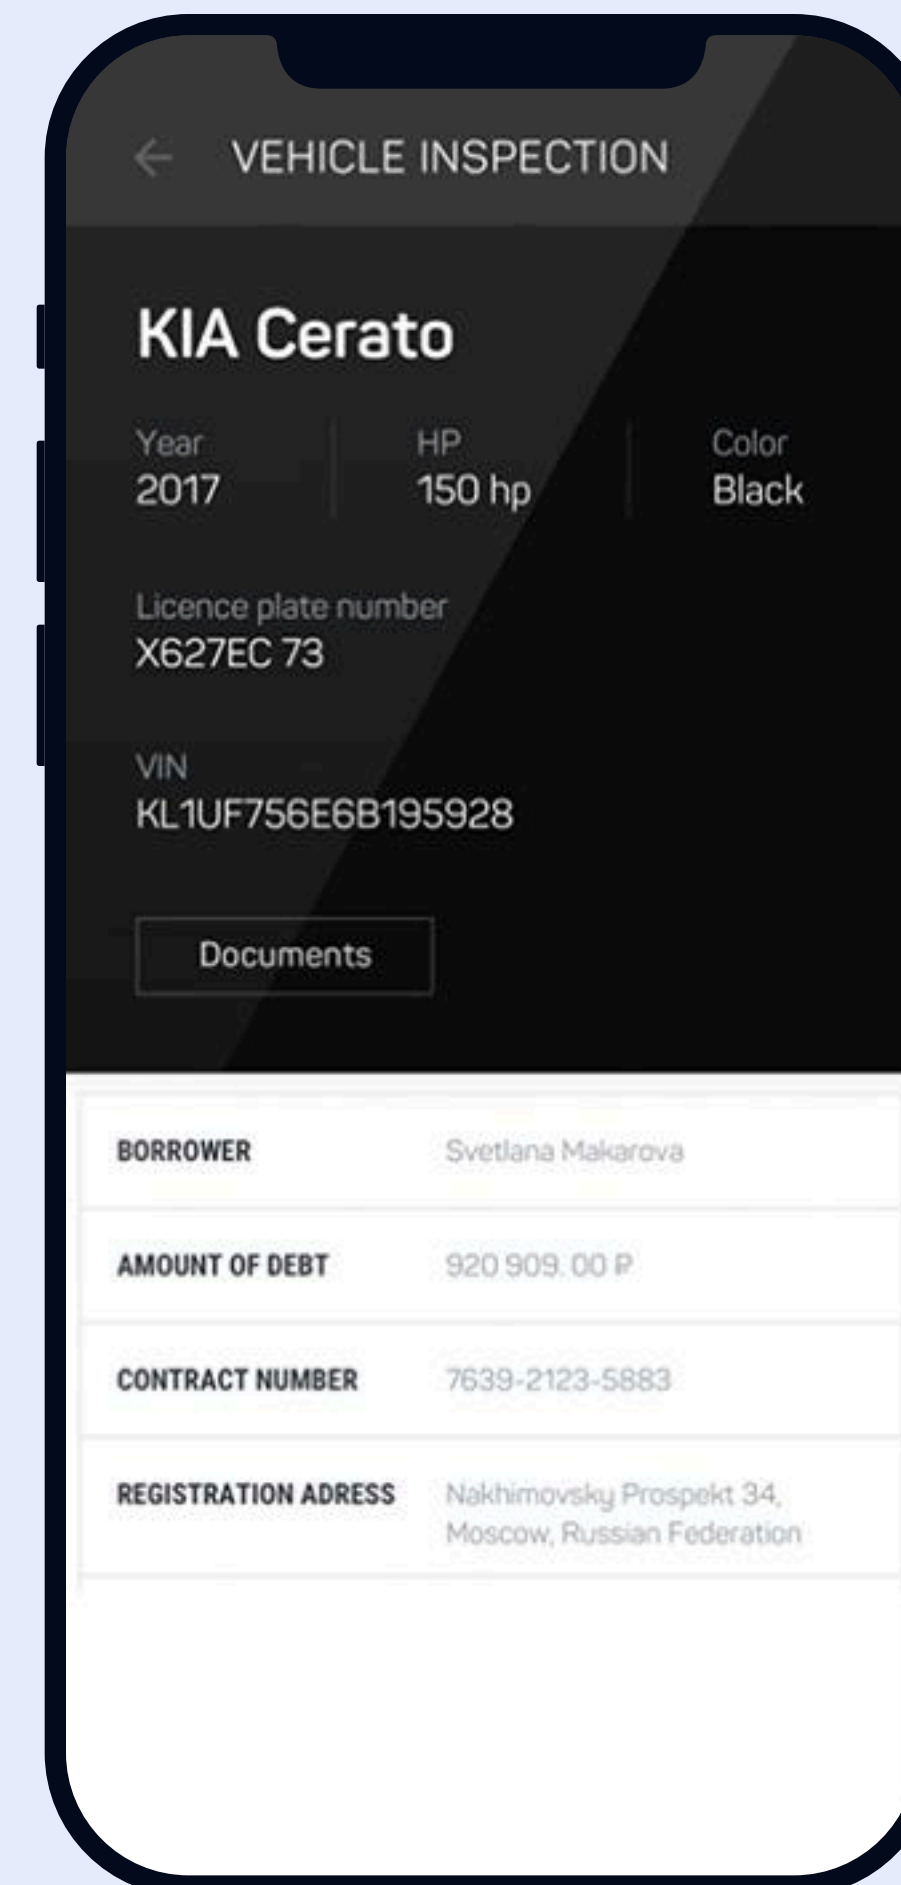 VEHICLE INSPECTION
KIA Cerato
Year HP Color
2017 150 hp Black
Licence plate number
X627EC 73
VIN
KL1UF756E6B195928
Documents
BORROWER Svetlana Makarova
AMOUNT OF DEBT 920 909. 00 ₽
CONTRACT NUMBER 7639-2123-5883
REGISTRATION ADRESS Nakhimovsky Prospekt 34,
Moscow, Russian Federation